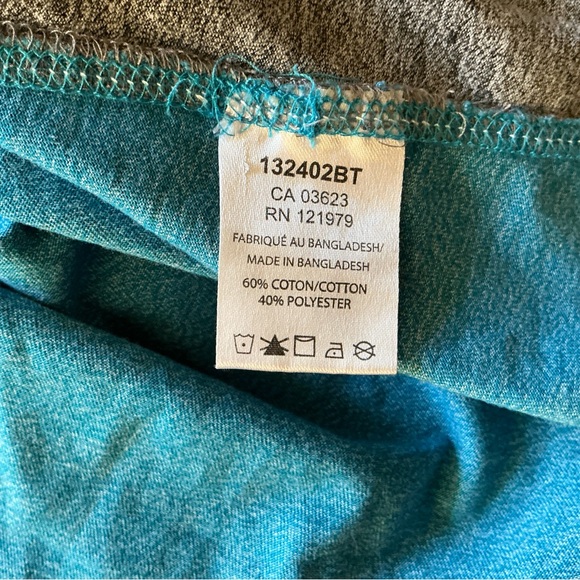 132402BT
CA 03623
RN 121979
FABRIQUÉ AU BANGLADESH/
MADE IN BANGLADESH
60% COTON/COTTON
40% POLYESTER